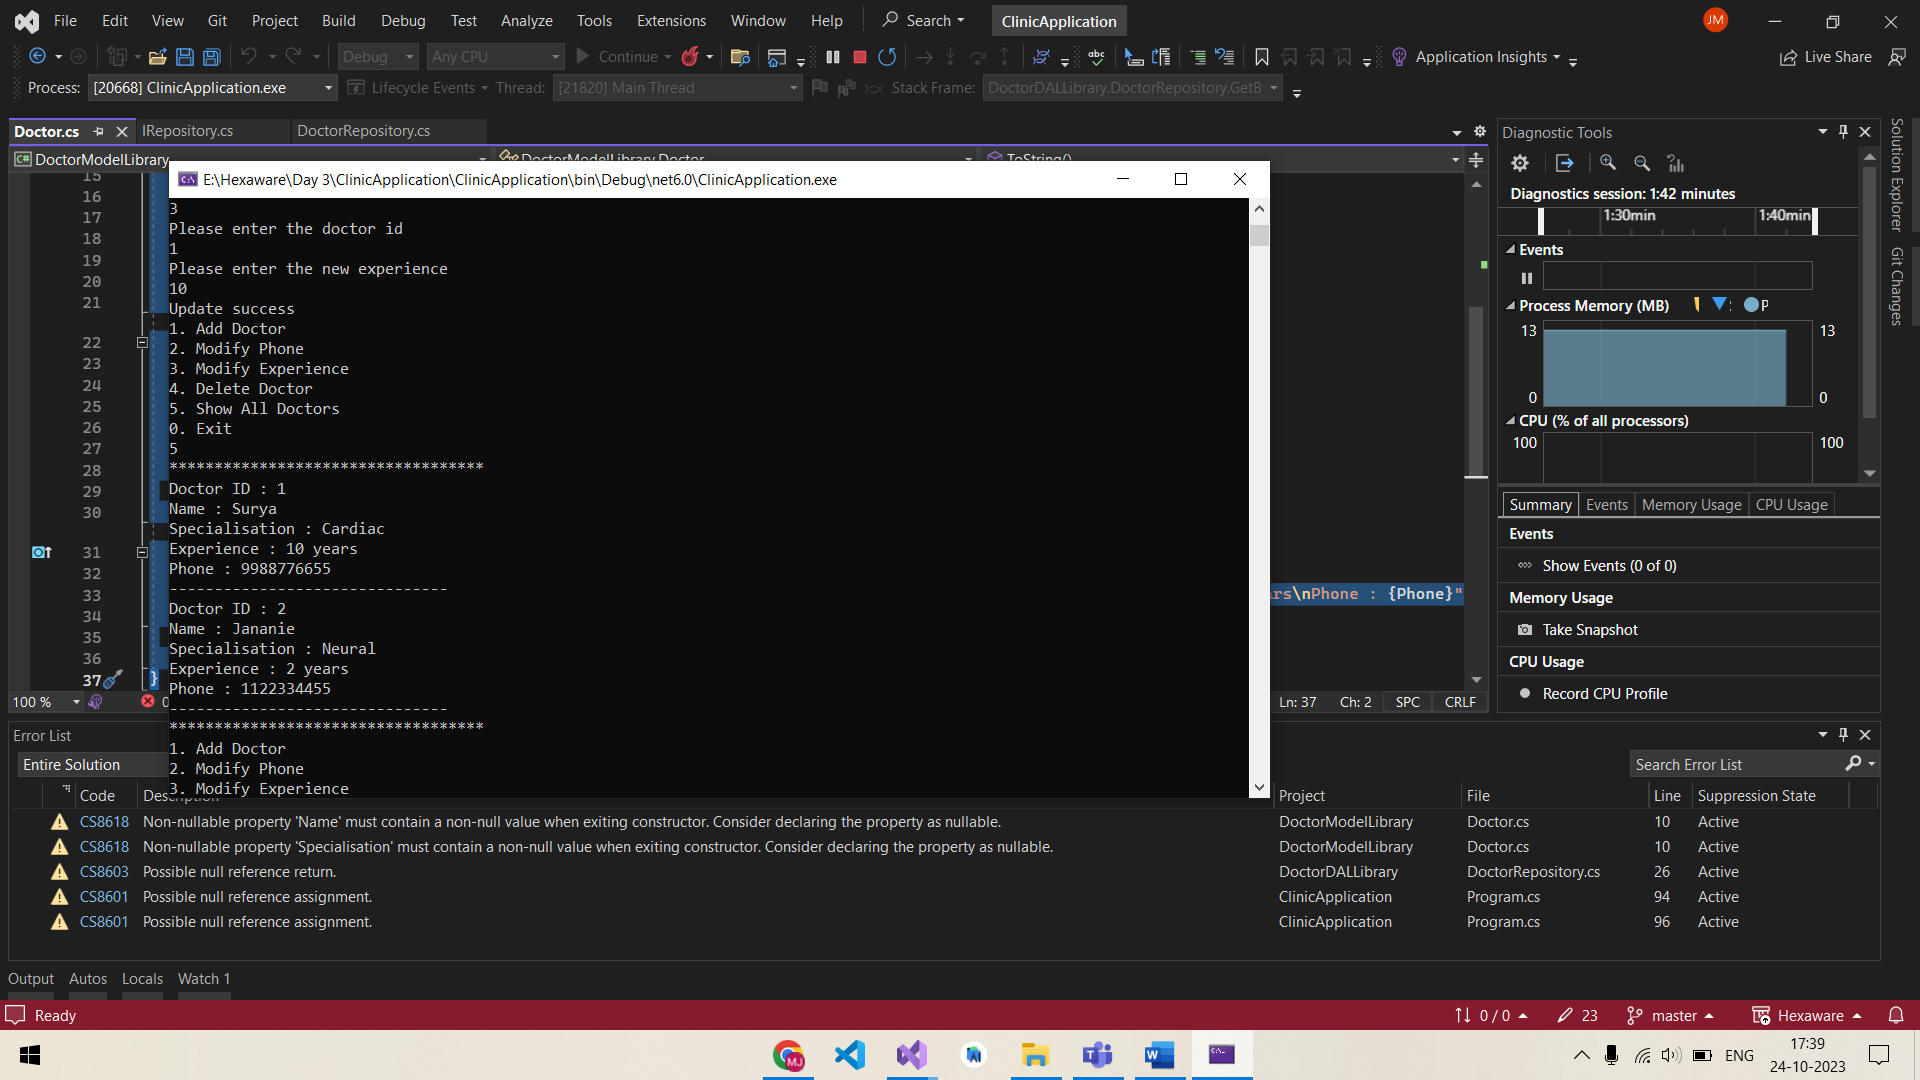 File Edit View Git Project Build Debug Test Analyze Tools Extensions Window Help Search ClinicApplication JM
Debug Any CPU Continue Application Insights Live Share
Process: [20668] ClinicApplication.exe Lifecycle Events Thread: [21820] Main Thread Stack Frame: DoctorDALLibrary.DoctorRepository.GetB
Doctor.cs IRepository.cs DoctorRepository.cs
DoctorModelLibrary DoctorModelLibrary.Doctor ToString()
E:\Hexaware\Day 3\ClinicApplication\ClinicApplication\bin\Debug\net6.0\ClinicApplication.exe
15
16
17
18
19
20
21
22
23
24
25
26
27
28
29
30
31
32
33
34
35
36
37 }
3
Please enter the doctor id
1
Please enter the new experience
10
Update success
1. Add Doctor
2. Modify Phone
3. Modify Experience
4. Delete Doctor
5. Show All Doctors
0. Exit
5
***********************************
Doctor ID : 1
Name : Surya
Specialisation : Cardiac
Experience : 10 years
Phone : 9988776655
-------------------------------
Doctor ID : 2
Name : Jananie
Specialisation : Neural
Experience : 2 years
Phone : 1122334455
-------------------------------
***********************************
1. Add Doctor
2. Modify Phone
3. Modify Experience
ars\nPhone : {Phone}"
100 % 0 Ln: 37 Ch: 2 SPC CRLF
Diagnostic Tools
Diagnostics session: 1:42 minutes
1:30min 1:40min
Events
Process Memory (MB) P
13 13
0 0
CPU (% of all processors)
100 100
Summary Events Memory Usage CPU Usage
Events
Show Events (0 of 0)
Memory Usage
Take Snapshot
CPU Usage
Record CPU Profile
Solution Explorer
Git Changes
Error List
Entire Solution Search Error List
Code Description Project File Line Suppression State
CS8618 Non-nullable property 'Name' must contain a non-null value when exiting constructor. Consider declaring the property as nullable. DoctorModelLibrary Doctor.cs 10 Active
CS8618 Non-nullable property 'Specialisation' must contain a non-null value when exiting constructor. Consider declaring the property as nullable. DoctorModelLibrary Doctor.cs 10 Active
CS8603 Possible null reference return. DoctorDALLibrary DoctorRepository.cs 26 Active
CS8601 Possible null reference assignment. ClinicApplication Program.cs 94 Active
CS8601 Possible null reference assignment. ClinicApplication Program.cs 96 Active
Output Autos Locals Watch 1
Ready 0 / 0 23 master Hexaware
ENG 17:39
24-10-2023